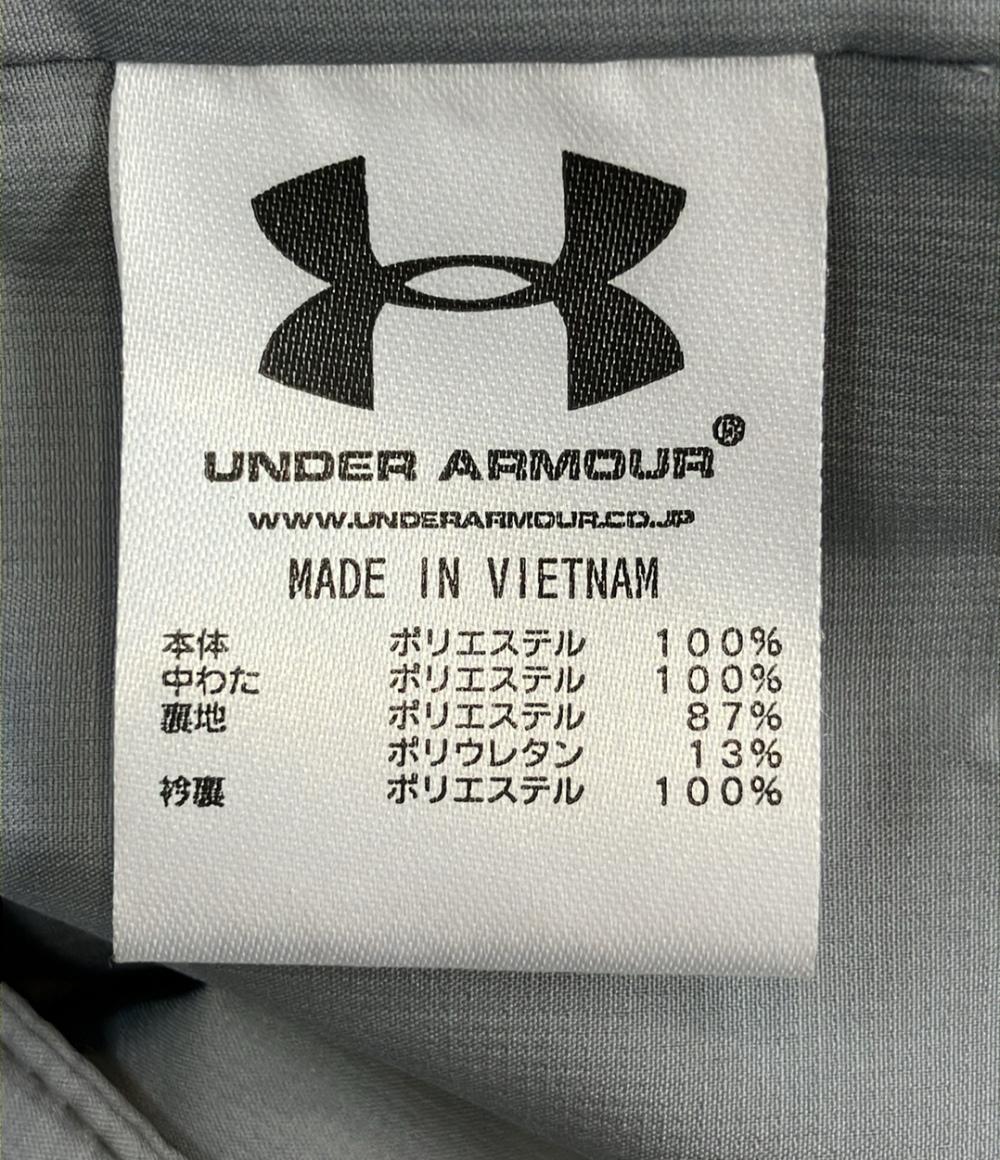 UNDER ARMOUR®
WWW.UNDERARMOUR.CO.JP
MADE IN VIETNAM
本体 ポリエステル 100%
中わた ポリエステル 100%
裏地 ポリエステル 87%
ポリウレタン 13%
衿裏 ポリエステル 100%